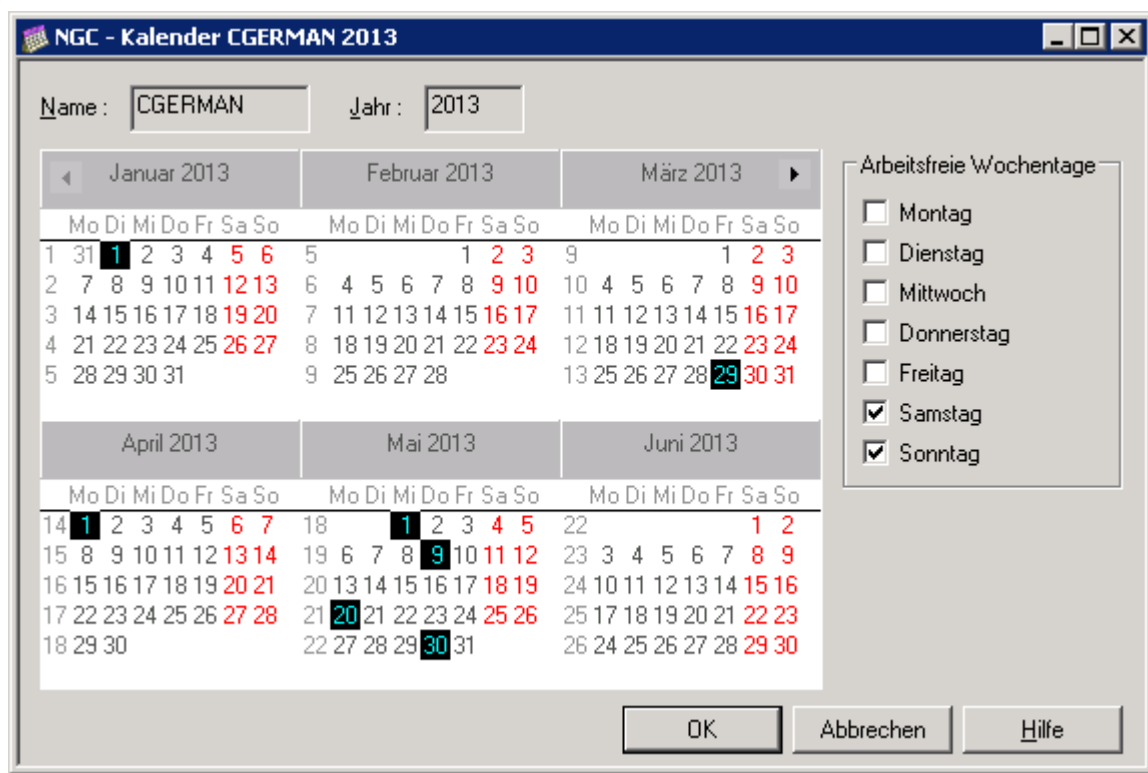 NGC - Kalender CGERMAN 2013
Name : CGERMAN Jahr : 2013
Januar 2013 Februar 2013 März 2013
Mo Di Mi Do Fr Sa So Mo Di Mi Do Fr Sa So Mo Di Mi Do Fr Sa So
1 31 1 2 3 4 5 6 5 1 2 3 9 1 2 3
2 7 8 9 10 11 12 13 6 4 5 6 7 8 9 10 10 4 5 6 7 8 9 10
3 14 15 16 17 18 19 20 7 11 12 13 14 15 16 17 11 11 12 13 14 15 16 17
4 21 22 23 24 25 26 27 8 18 19 20 21 22 23 24 12 18 19 20 21 22 23 24
5 28 29 30 31 9 25 26 27 28 13 25 26 27 28 29 30 31
April 2013 Mai 2013 Juni 2013
Mo Di Mi Do Fr Sa So Mo Di Mi Do Fr Sa So Mo Di Mi Do Fr Sa So
14 1 2 3 4 5 6 7 18 1 2 3 4 5 22 1 2
15 8 9 10 11 12 13 14 19 6 7 8 9 10 11 12 23 3 4 5 6 7 8 9
16 15 16 17 18 19 20 21 20 13 14 15 16 17 18 19 24 10 11 12 13 14 15 16
17 22 23 24 25 26 27 28 21 20 21 22 23 24 25 26 25 17 18 19 20 21 22 23
18 29 30 22 27 28 29 30 31 26 24 25 26 27 28 29 30
Arbeitsfreie Wochentage
Montag
Dienstag
Mittwoch
Donnerstag
Freitag
Samstag
Sonntag
OK Abbrechen Hilfe